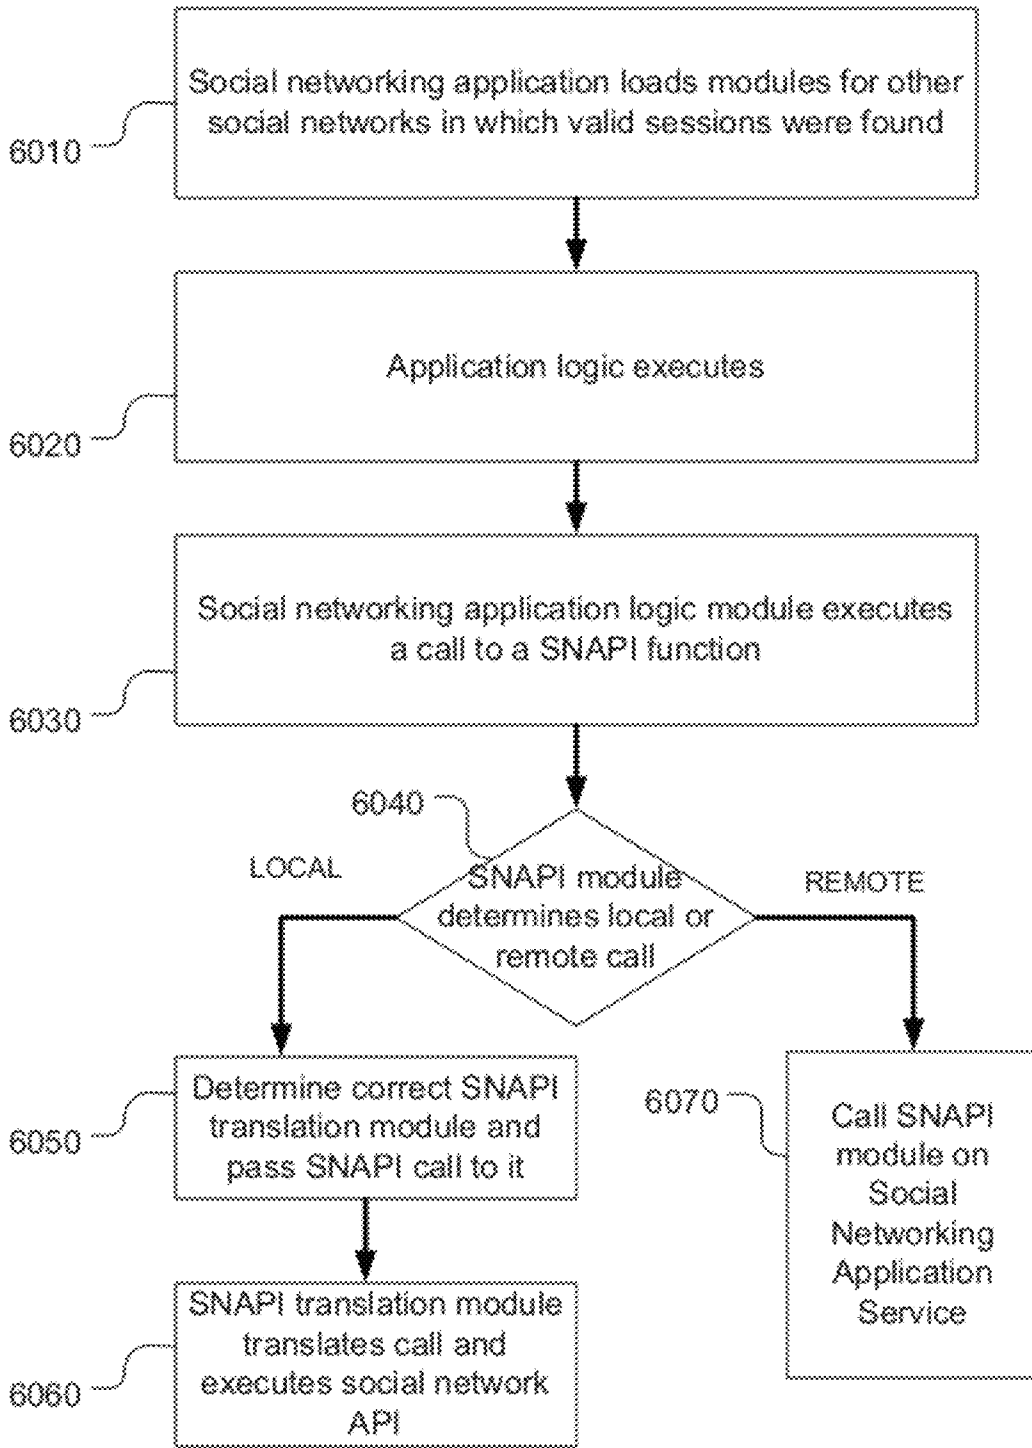 Social networking application loads modules for other
social networks in which valid sessions were found
6010
Application logic executes
6020
Social networking application logic module executes
a call to a SNAPI function
6030
6040
LOCAL
SNAPI module
determines local or
remote call
REMOTE
Determine correct SNAPI
translation module and
pass SNAPI call to it
6050
6070
Call SNAPI
module on
Social
Networking
Application
Service
SNAPI translation module
translates call and
executes social network
API
6060